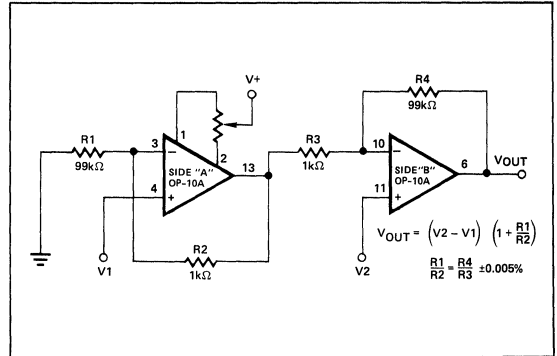 V+
R4
99kΩ
R1
99kΩ
1
3
SIDE "A"
OP-10A
2
13
4
R3
1kΩ
10
SIDE "B"
OP-10A
6
11
VOUT
R2
1kΩ
V1
V2
VOUT = (V2 − V1) (1 + R1/R2)
R1/R2 = R4/R3 ±0.005%